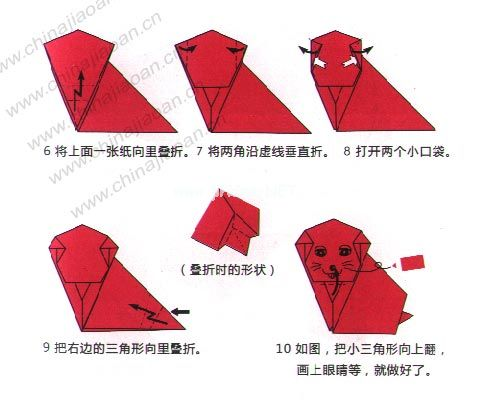 www.chinajiaoan.cn
www.chinajiaoan.cn
6 将上面一张纸向里叠折。 7 将两角沿虚线垂直折。 8 打开两个小口袋。
www.chinajiaoan.cn
（叠折时的形状）
9 把右边的三角形向里叠折。
10 如图，把小三角形向上翻，
画上眼睛等，就做好了。